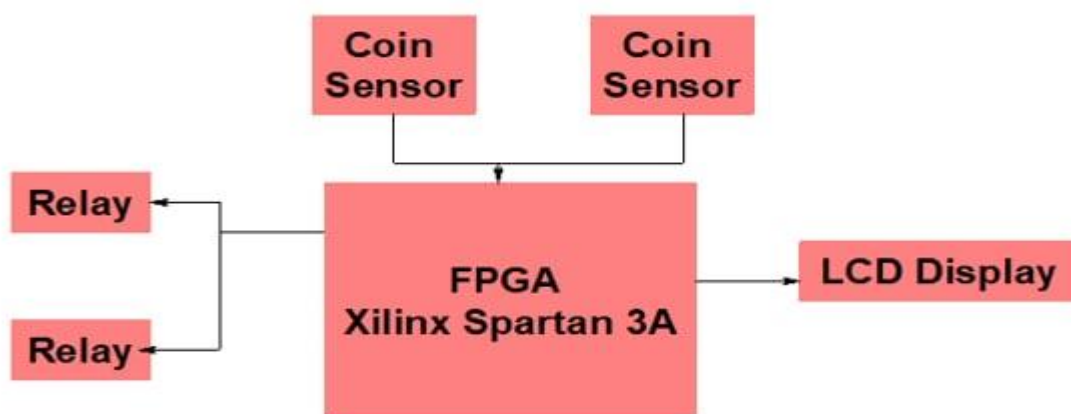 Coin
Sensor
Coin
Sensor
Relay
FPGA
Xilinx Spartan 3A
LCD Display
Relay